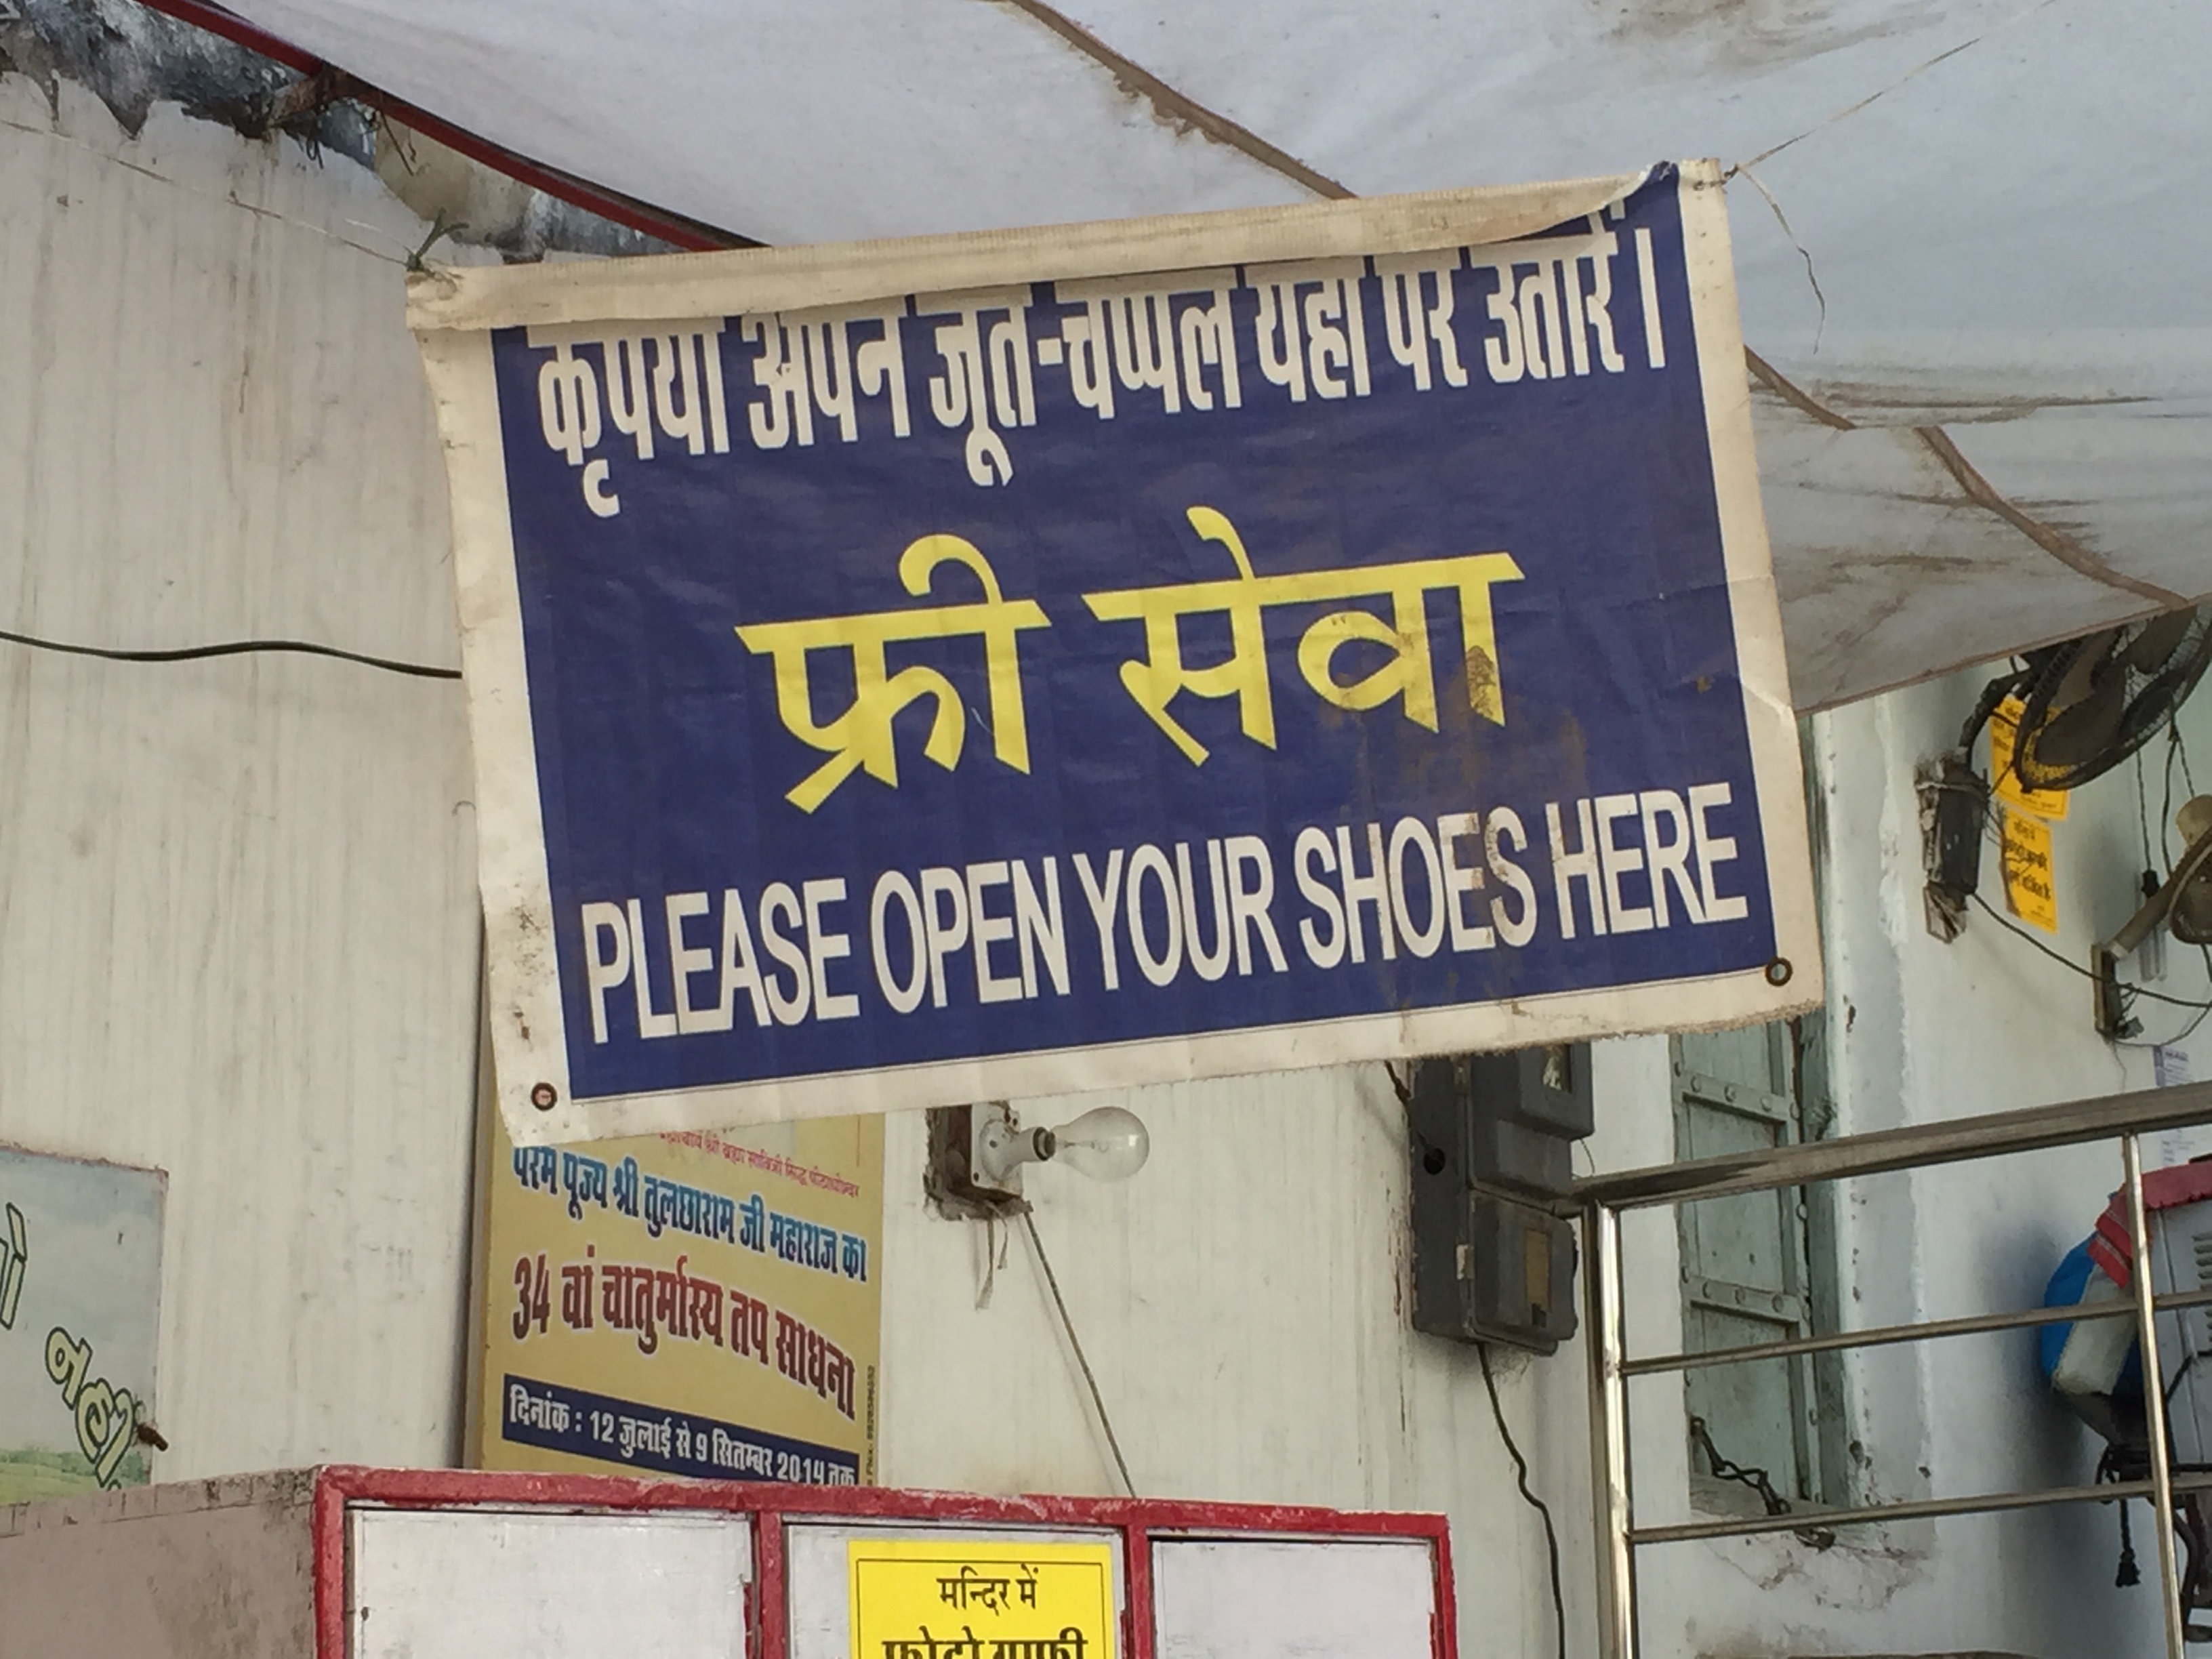 कृपया अपने जूते-चप्पल यहां पर उतारें।
फ्री सेवा
PLEASE OPEN YOUR SHOES HERE
परम पूज्य श्री तुलछाराम जी महाराज का
34 वां चातुर्मास्य तप साधना
दिनांक : 12 जुलाई से 9 सितम्बर 2014 तक
मन्दिर में
फोटोग्राफी